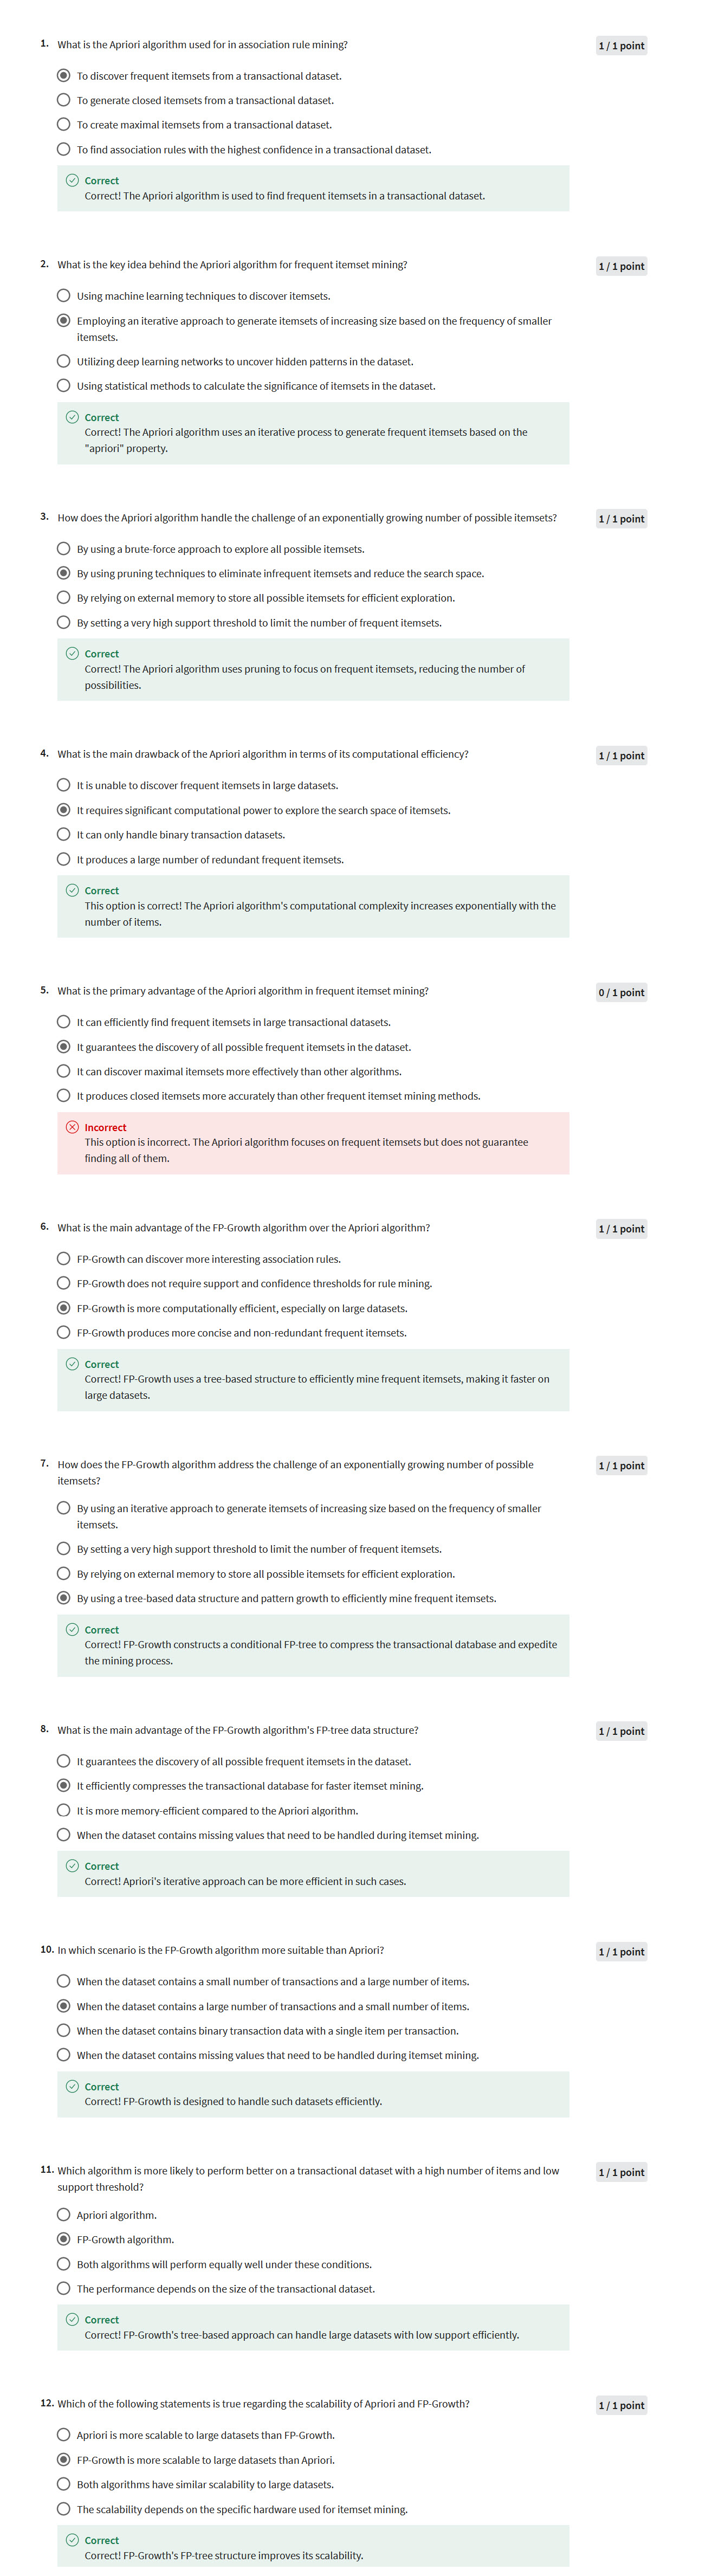 1. What is the Apriori algorithm used for in association rule mining?
1 / 1 point
To discover frequent itemsets from a transactional dataset.
To generate closed itemsets from a transactional dataset.
To create maximal itemsets from a transactional dataset.
To find association rules with the highest confidence in a transactional dataset.
Correct
Correct! The Apriori algorithm is used to find frequent itemsets in a transactional dataset.
2. What is the key idea behind the Apriori algorithm for frequent itemset mining?
1 / 1 point
Using machine learning techniques to discover itemsets.
Employing an iterative approach to generate itemsets of increasing size based on the frequency of smaller
itemsets.
Utilizing deep learning networks to uncover hidden patterns in the dataset.
Using statistical methods to calculate the significance of itemsets in the dataset.
Correct
Correct! The Apriori algorithm uses an iterative process to generate frequent itemsets based on the
"apriori" property.
3. How does the Apriori algorithm handle the challenge of an exponentially growing number of possible itemsets?
1 / 1 point
By using a brute-force approach to explore all possible itemsets.
By using pruning techniques to eliminate infrequent itemsets and reduce the search space.
By relying on external memory to store all possible itemsets for efficient exploration.
By setting a very high support threshold to limit the number of frequent itemsets.
Correct
Correct! The Apriori algorithm uses pruning to focus on frequent itemsets, reducing the number of
possibilities.
4. What is the main drawback of the Apriori algorithm in terms of its computational efficiency?
1 / 1 point
It is unable to discover frequent itemsets in large datasets.
It requires significant computational power to explore the search space of itemsets.
It can only handle binary transaction datasets.
It produces a large number of redundant frequent itemsets.
Correct
This option is correct! The Apriori algorithm's computational complexity increases exponentially with the
number of items.
5. What is the primary advantage of the Apriori algorithm in frequent itemset mining?
0 / 1 point
It can efficiently find frequent itemsets in large transactional datasets.
It guarantees the discovery of all possible frequent itemsets in the dataset.
It can discover maximal itemsets more effectively than other algorithms.
It produces closed itemsets more accurately than other frequent itemset mining methods.
Incorrect
This option is incorrect. The Apriori algorithm focuses on frequent itemsets but does not guarantee
finding all of them.
6. What is the main advantage of the FP-Growth algorithm over the Apriori algorithm?
1 / 1 point
FP-Growth can discover more interesting association rules.
FP-Growth does not require support and confidence thresholds for rule mining.
FP-Growth is more computationally efficient, especially on large datasets.
FP-Growth produces more concise and non-redundant frequent itemsets.
Correct
Correct! FP-Growth uses a tree-based structure to efficiently mine frequent itemsets, making it faster on
large datasets.
7. How does the FP-Growth algorithm address the challenge of an exponentially growing number of possible
itemsets?
1 / 1 point
By using an iterative approach to generate itemsets of increasing size based on the frequency of smaller
itemsets.
By setting a very high support threshold to limit the number of frequent itemsets.
By relying on external memory to store all possible itemsets for efficient exploration.
By using a tree-based data structure and pattern growth to efficiently mine frequent itemsets.
Correct
Correct! FP-Growth constructs a conditional FP-tree to compress the transactional database and expedite
the mining process.
8. What is the main advantage of the FP-Growth algorithm's FP-tree data structure?
1 / 1 point
It guarantees the discovery of all possible frequent itemsets in the dataset.
It efficiently compresses the transactional database for faster itemset mining.
It is more memory-efficient compared to the Apriori algorithm.
When the dataset contains missing values that need to be handled during itemset mining.
Correct
Correct! Apriori's iterative approach can be more efficient in such cases.
10. In which scenario is the FP-Growth algorithm more suitable than Apriori?
1 / 1 point
When the dataset contains a small number of transactions and a large number of items.
When the dataset contains a large number of transactions and a small number of items.
When the dataset contains binary transaction data with a single item per transaction.
When the dataset contains missing values that need to be handled during itemset mining.
Correct
Correct! FP-Growth is designed to handle such datasets efficiently.
11. Which algorithm is more likely to perform better on a transactional dataset with a high number of items and low
support threshold?
1 / 1 point
Apriori algorithm.
FP-Growth algorithm.
Both algorithms will perform equally well under these conditions.
The performance depends on the size of the transactional dataset.
Correct
Correct! FP-Growth's tree-based approach can handle large datasets with low support efficiently.
12. Which of the following statements is true regarding the scalability of Apriori and FP-Growth?
1 / 1 point
Apriori is more scalable to large datasets than FP-Growth.
FP-Growth is more scalable to large datasets than Apriori.
Both algorithms have similar scalability to large datasets.
The scalability depends on the specific hardware used for itemset mining.
Correct
Correct! FP-Growth's FP-tree structure improves its scalability.